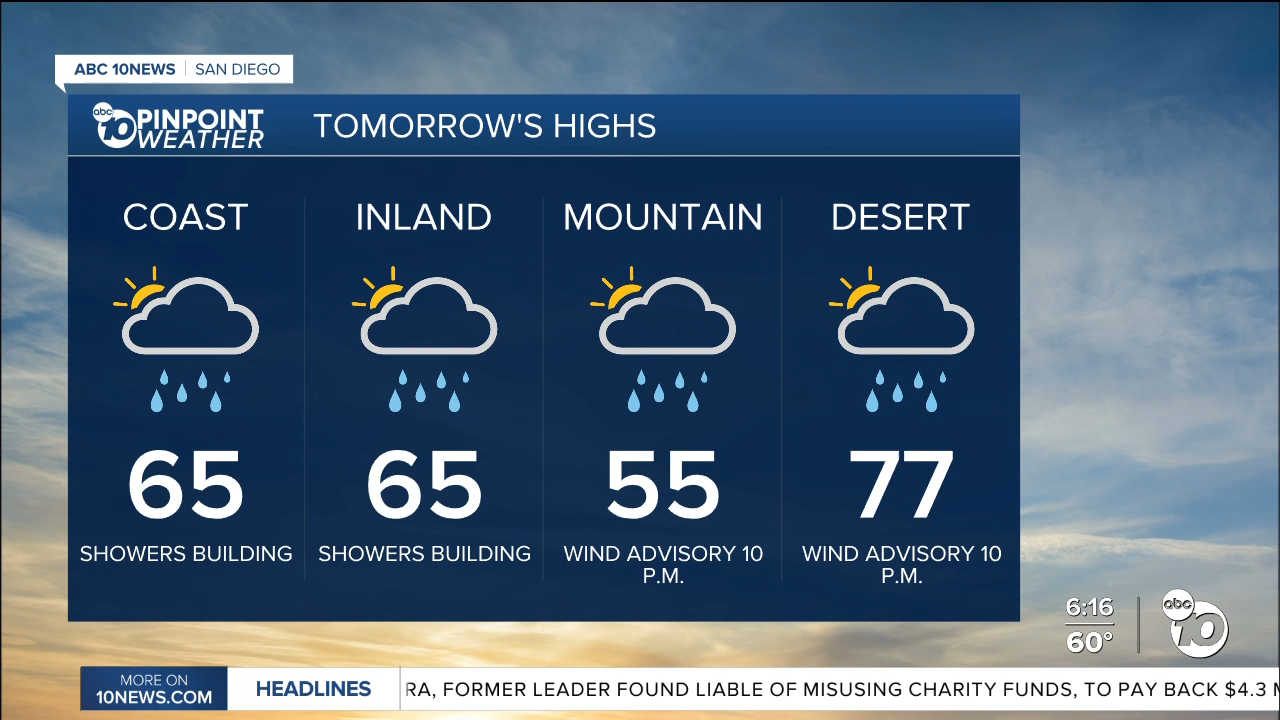 ABC 10NEWS | SAN DIEGO
abc 10 PINPOINT WEATHER
TOMORROW'S HIGHS
COAST
65
SHOWERS BUILDING
INLAND
65
SHOWERS BUILDING
MOUNTAIN
55
WIND ADVISORY 10
P.M.
DESERT
77
WIND ADVISORY 10
P.M.
6:16
60°
abc 10
MORE ON
10NEWS.COM
HEADLINES
RA, FORMER LEADER FOUND LIABLE OF MISUSING CHARITY FUNDS, TO PAY BACK $4.3